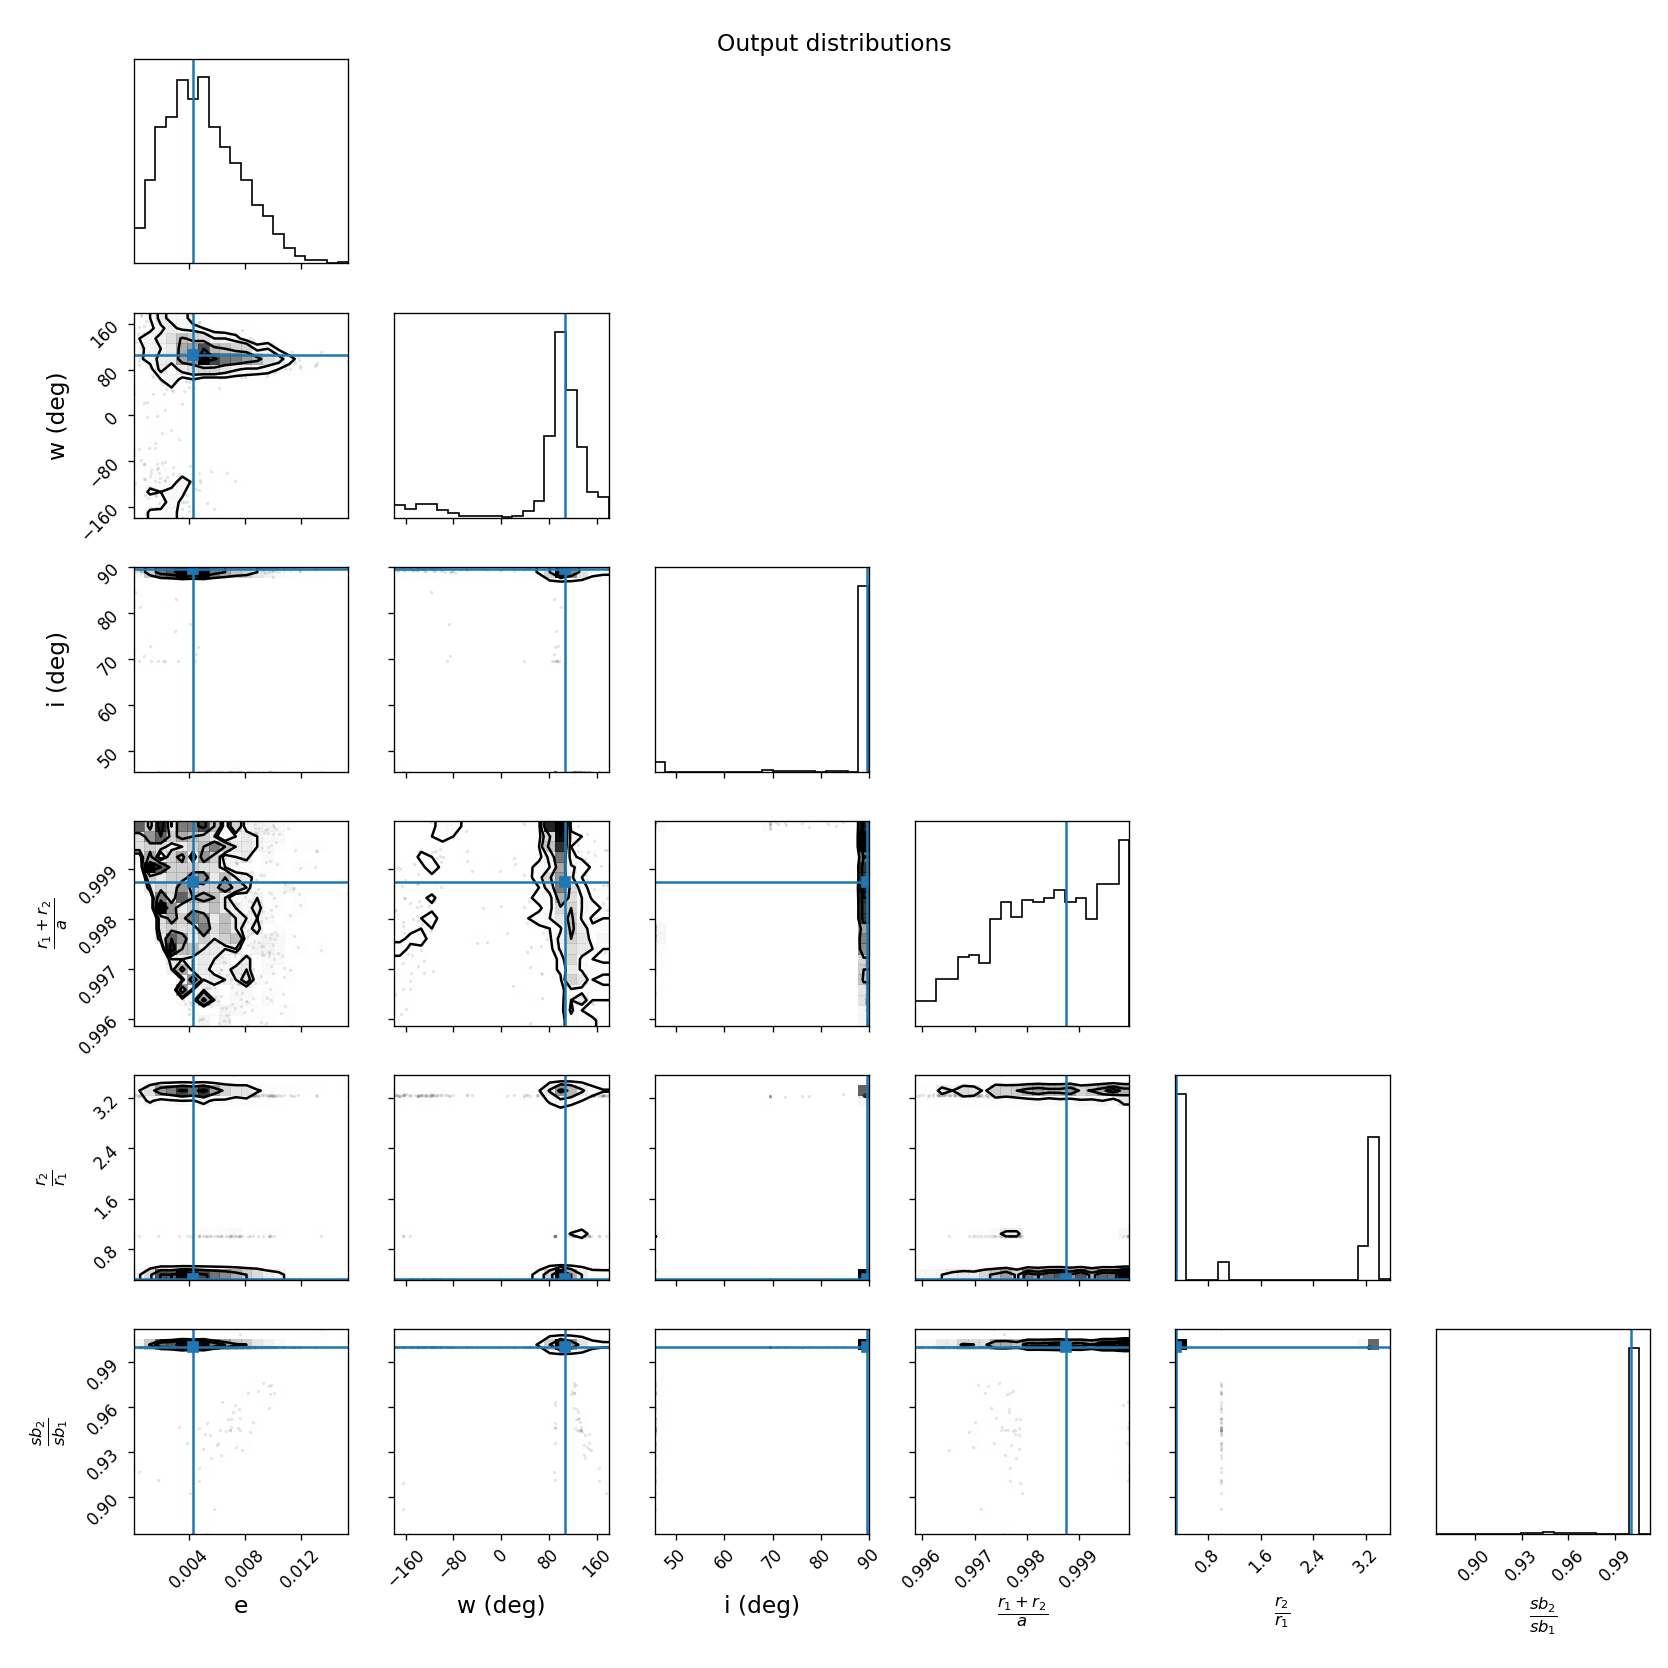 Output distributions
w (deg)
160
80
0
−80
−160
i (deg)
90
80
70
60
50
r₁ + r₂
a
0.999
0.998
0.997
0.996
r₂
r₁
3.2
2.4
1.6
0.8
sb₂
sb₁
0.99
0.96
0.93
0.90
0.004 0.008 0.012
−160 −80 0 80 160
50 60 70 80 90
0.996 0.997 0.998 0.999
0.8 1.6 2.4 3.2
0.90 0.93 0.96 0.99
e
w (deg)
i (deg)
r₁ + r₂
a
r₂
r₁
sb₂
sb₁